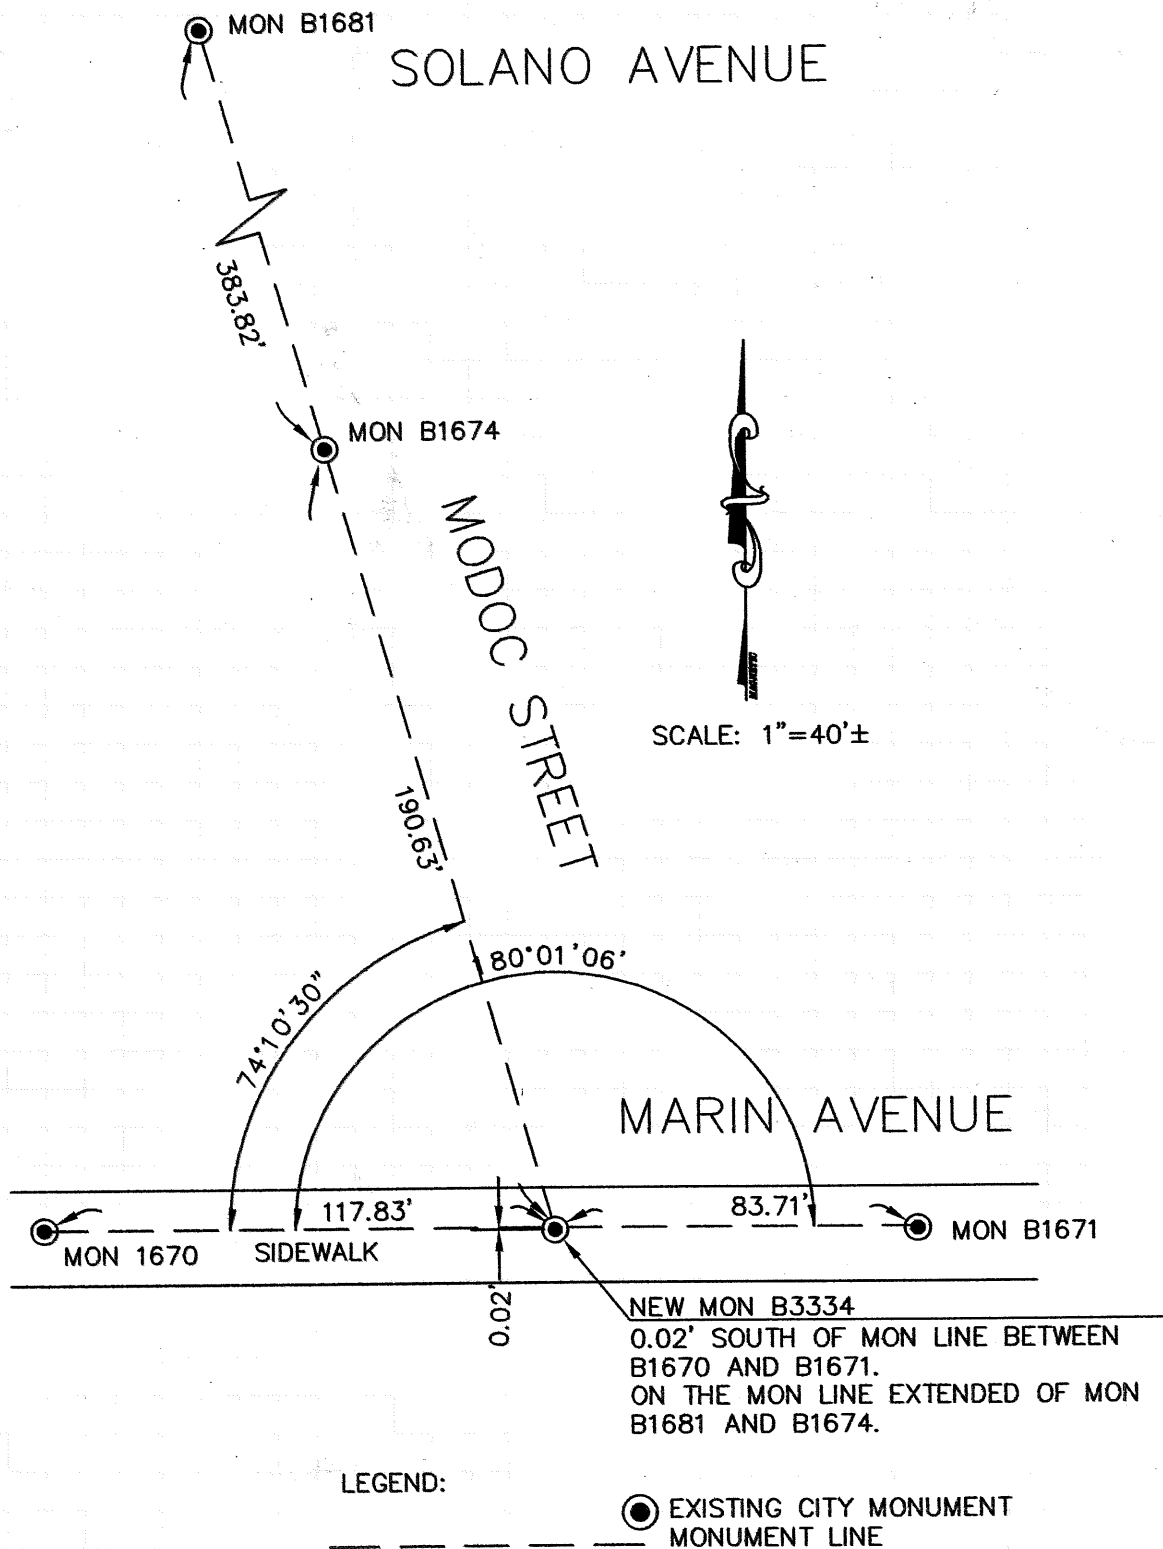 MON B1681
SOLANO AVENUE
383.82'
MON B1674
MODOC STREET
SCALE: 1"=40'±
190.63'
80°01'06'
74°10'30"
MARIN AVENUE
117.83'
83.71'
MON 1670
SIDEWALK
MON B1671
0.02'
NEW MON B3334
0.02' SOUTH OF MON LINE BETWEEN
B1670 AND B1671.
ON THE MON LINE EXTENDED OF MON
B1681 AND B1674.
LEGEND:
EXISTING CITY MONUMENT
MONUMENT LINE